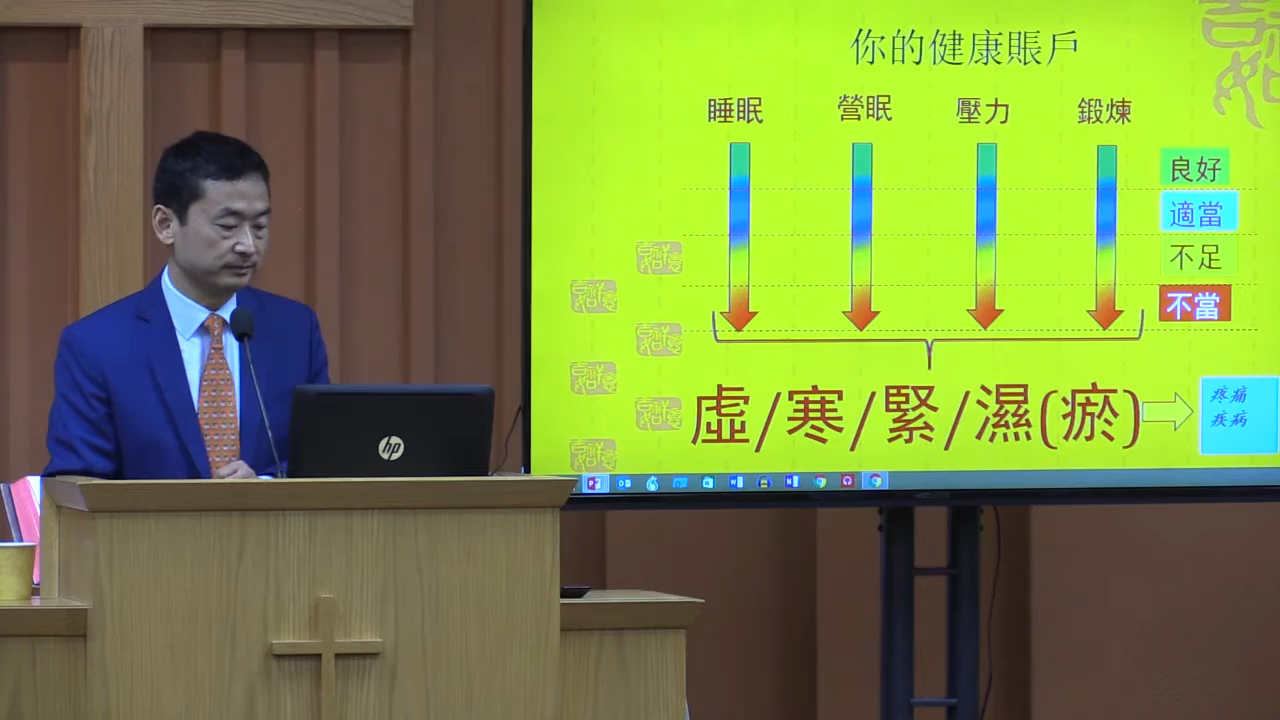 你的健康賬戶
睡眠 營眠 壓力 鍛煉
良好
適當
不足
不當
虛/寒/緊/濕(瘀)
疼痛
疾病
hp